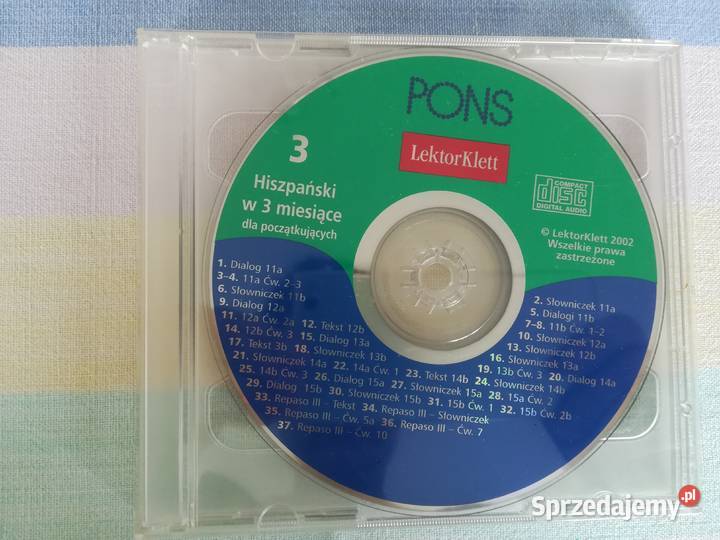 PONS
LektorKlett
3
Hiszpański
w 3 miesiące
dla początkujących
COMPACT
disc
DIGITAL AUDIO
© LektorKlett 2002
Wszelkie prawa
zastrzeżone
1. Dialog 11a 2. Słowniczek 11a
3–4. 11a Ćw. 2–3 5. Dialogi 11b
6. Słowniczek 11b 7–8. 11b Ćw. 1–2
9. Dialog 12a 10. Słowniczek 12a
11. 12a Ćw. 2a 12. Tekst 12b 13. Słowniczek 12b
14. 12b Ćw. 3 15. Dialog 13a 16. Słowniczek 13a
17. Tekst 3b 18. Słowniczek 13b 19. 13b Ćw. 3 20. Dialog 14a
21. Słowniczek 14a 22. 14a Ćw. 1 23. Tekst 14b 24. Słowniczek 14b
25. 14b Ćw. 3 26. Dialog 15a 27. Słowniczek 15a 28. 15a Ćw. 2
29. Dialog 15b 30. Słowniczek 15b 31. 15b Ćw. 1 32. 15b Ćw. 2b
33. Repaso III – Tekst 34. Repaso III – Słowniczek
35. Repaso III – Ćw. 5a 36. Repaso III – Ćw. 7
37. Repaso III – Ćw. 10
Sprzedajemy.pl